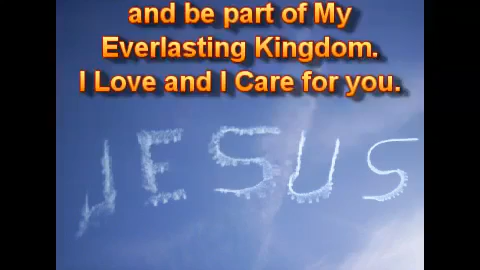 and be part of My
Everlasting Kingdom.
I Love and I Care for you.
JESUS